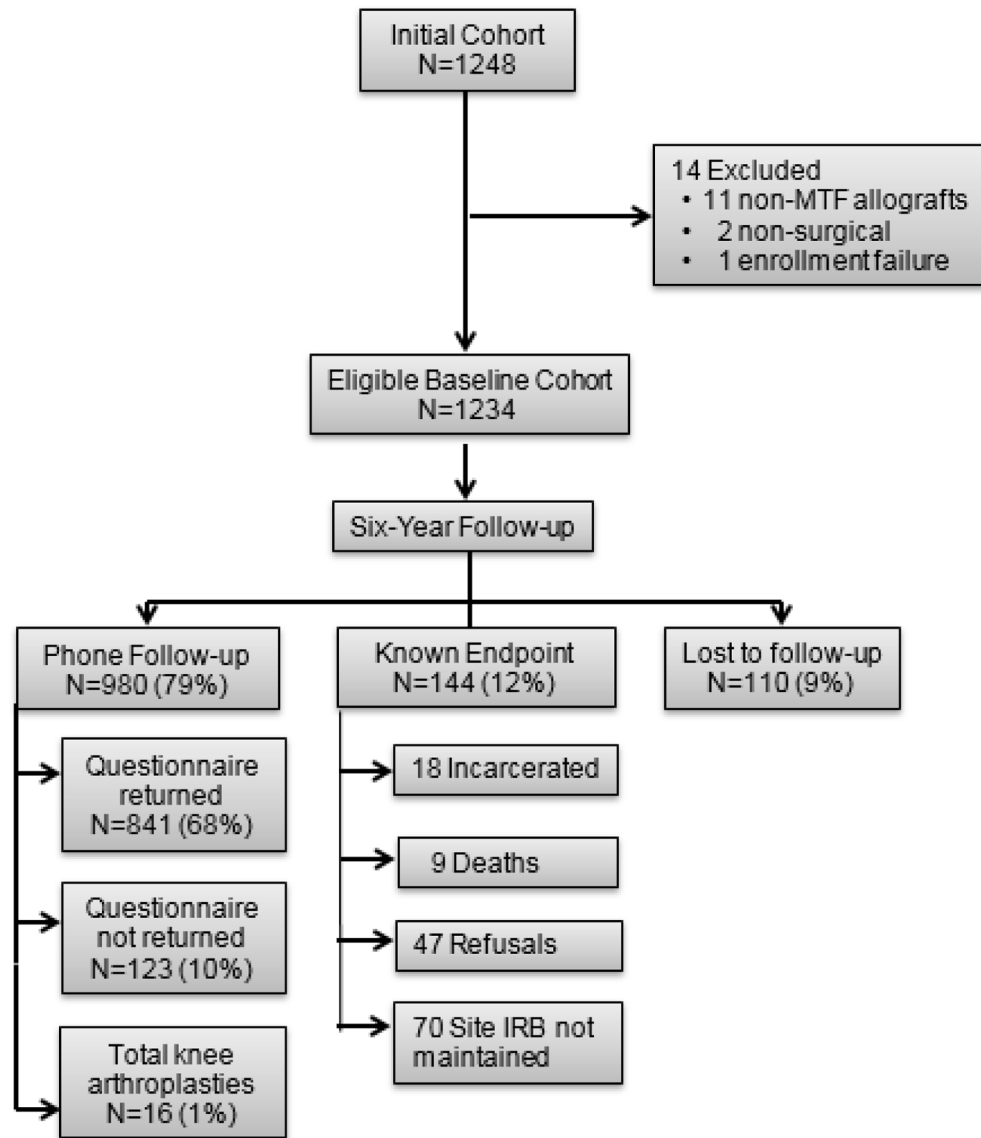 Initial Cohort
N=1248
14 Excluded
• 11 non-MTF allografts
• 2 non-surgical
• 1 enrollment failure
Eligible Baseline Cohort
N=1234
Six-Year Follow-up
Phone Follow-up
N=980 (79%)
Known Endpoint
N=144 (12%)
Lost to follow-up
N=110 (9%)
Questionnaire
returned
N=841 (68%)
Questionnaire
not returned
N=123 (10%)
Total knee
arthroplasties
N=16 (1%)
18 Incarcerated
9 Deaths
47 Refusals
70 Site IRB not
maintained